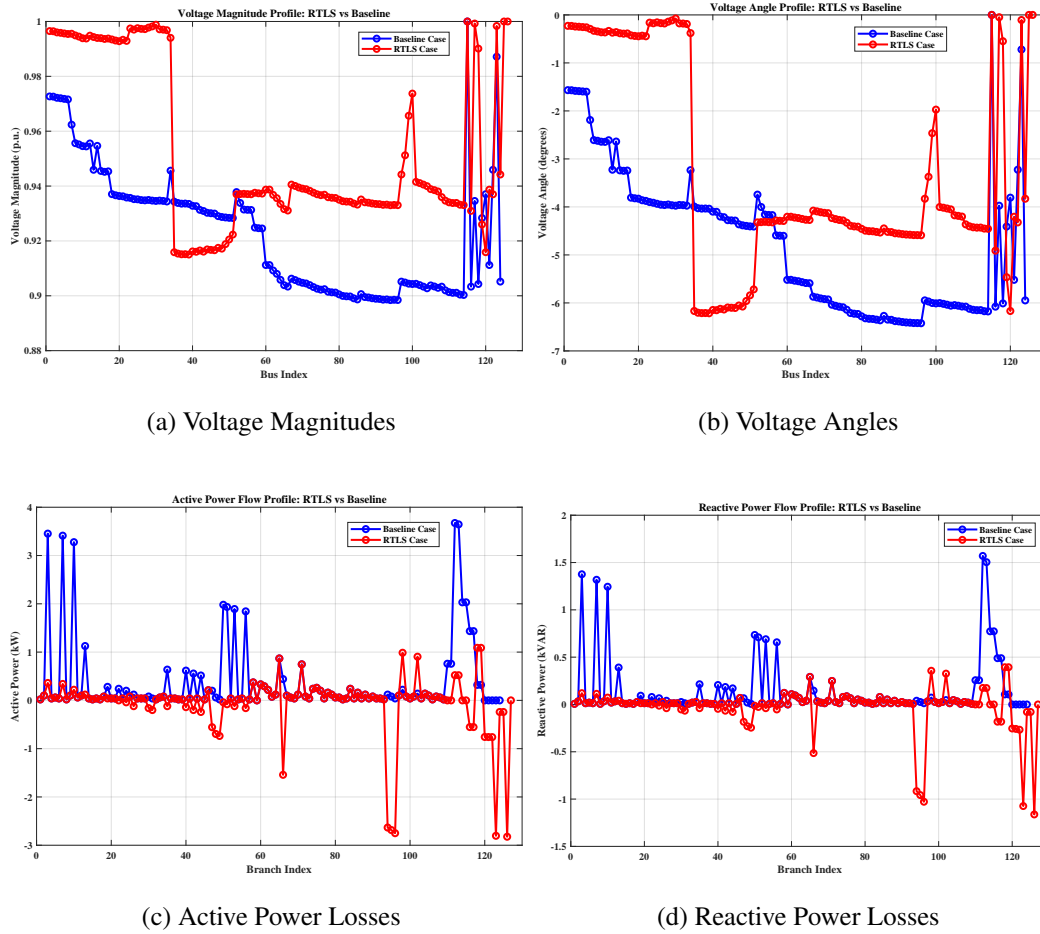 Voltage Magnitude Profile: RTLS vs Baseline
Baseline Case
RTLS Case
Voltage Magnitude (p.u.)
1
0.98
0.96
0.94
0.92
0.9
0.88
0 20 40 60 80 100 120
Bus Index
(a) Voltage Magnitudes
Voltage Angle Profile: RTLS vs Baseline
Baseline Case
RTLS Case
Voltage Angle (degrees)
0
-1
-2
-3
-4
-5
-6
-7
0 20 40 60 80 100 120
Bus Index
(b) Voltage Angles
Active Power Flow Profile: RTLS vs Baseline
Baseline Case
RTLS Case
Active Power (kW)
4
3
2
1
0
-1
-2
-3
0 20 40 60 80 100 120
Branch Index
(c) Active Power Losses
Reactive Power Flow Profile: RTLS vs Baseline
Baseline Case
RTLS Case
Reactive Power (kVAR)
2
1.5
1
0.5
0
-0.5
-1
-1.5
0 20 40 60 80 100 120
Branch Index
(d) Reactive Power Losses